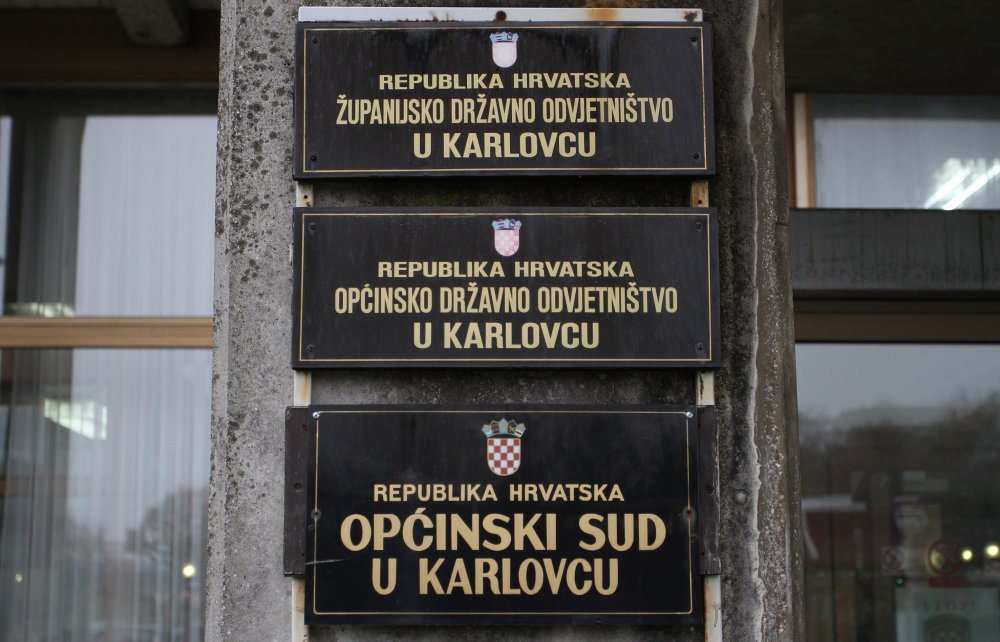 REPUBLIKA HRVATSKA
ŽUPANIJSKO DRŽAVNO ODVJETNIŠTVO
U KARLOVCU
REPUBLIKA HRVATSKA
OPĆINSKO DRŽAVNO ODVJETNIŠTVO
U KARLOVCU
REPUBLIKA HRVATSKA
OPĆINSKI SUD
U KARLOVCU